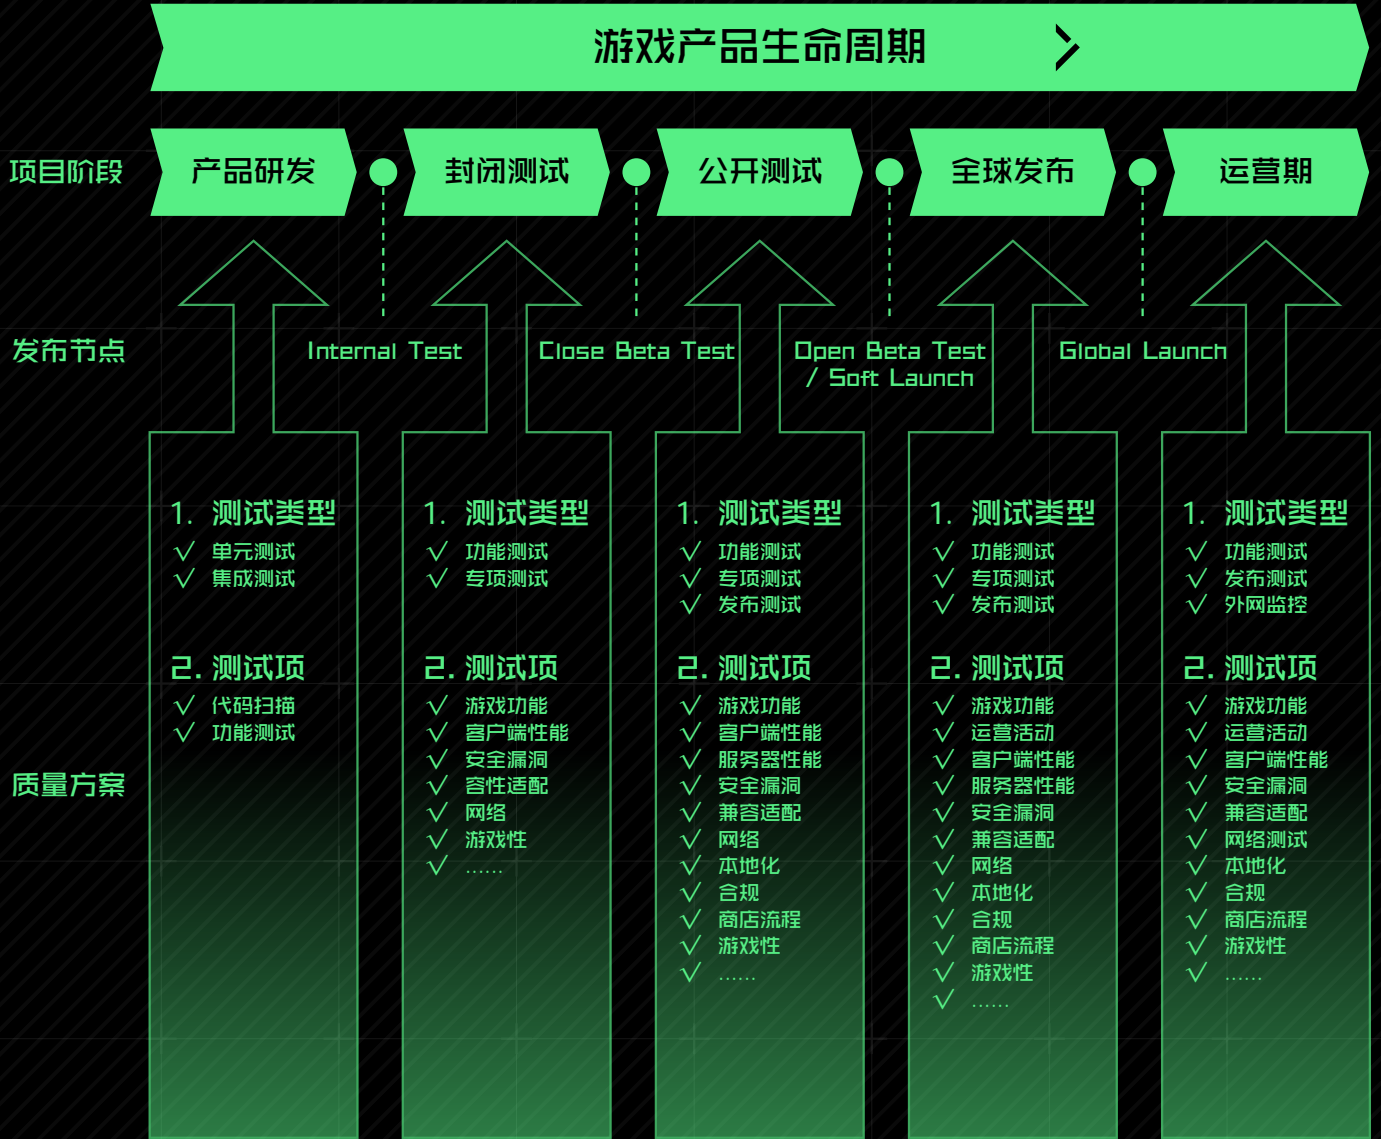 游戏产品生命周期
项目阶段
产品研发
封闭测试
公开测试
全球发布
运营期
发布节点
Internal Test
Close Beta Test
Open Beta Test
/ Soft Launch
Global Launch
质量方案
1. 测试类型
√ 单元测试
√ 集成测试
2. 测试项
√ 代码扫描
√ 功能测试
1. 测试类型
√ 功能测试
√ 专项测试
2. 测试项
√ 游戏功能
√ 客户端性能
√ 安全漏洞
√ 容性适配
√ 网络
√ 游戏性
√ ......
1. 测试类型
√ 功能测试
√ 专项测试
√ 发布测试
2. 测试项
√ 游戏功能
√ 客户端性能
√ 服务器性能
√ 安全漏洞
√ 兼容适配
√ 网络
√ 本地化
√ 合规
√ 商店流程
√ 游戏性
√ ......
1. 测试类型
√ 功能测试
√ 专项测试
√ 发布测试
2. 测试项
√ 游戏功能
√ 运营活动
√ 客户端性能
√ 服务器性能
√ 安全漏洞
√ 兼容适配
√ 网络
√ 本地化
√ 合规
√ 商店流程
√ 游戏性
√ ......
1. 测试类型
√ 功能测试
√ 发布测试
√ 外网监控
2. 测试项
√ 游戏功能
√ 运营活动
√ 客户端性能
√ 安全漏洞
√ 兼容适配
√ 网络测试
√ 本地化
√ 合规
√ 商店流程
√ 游戏性
√ ......